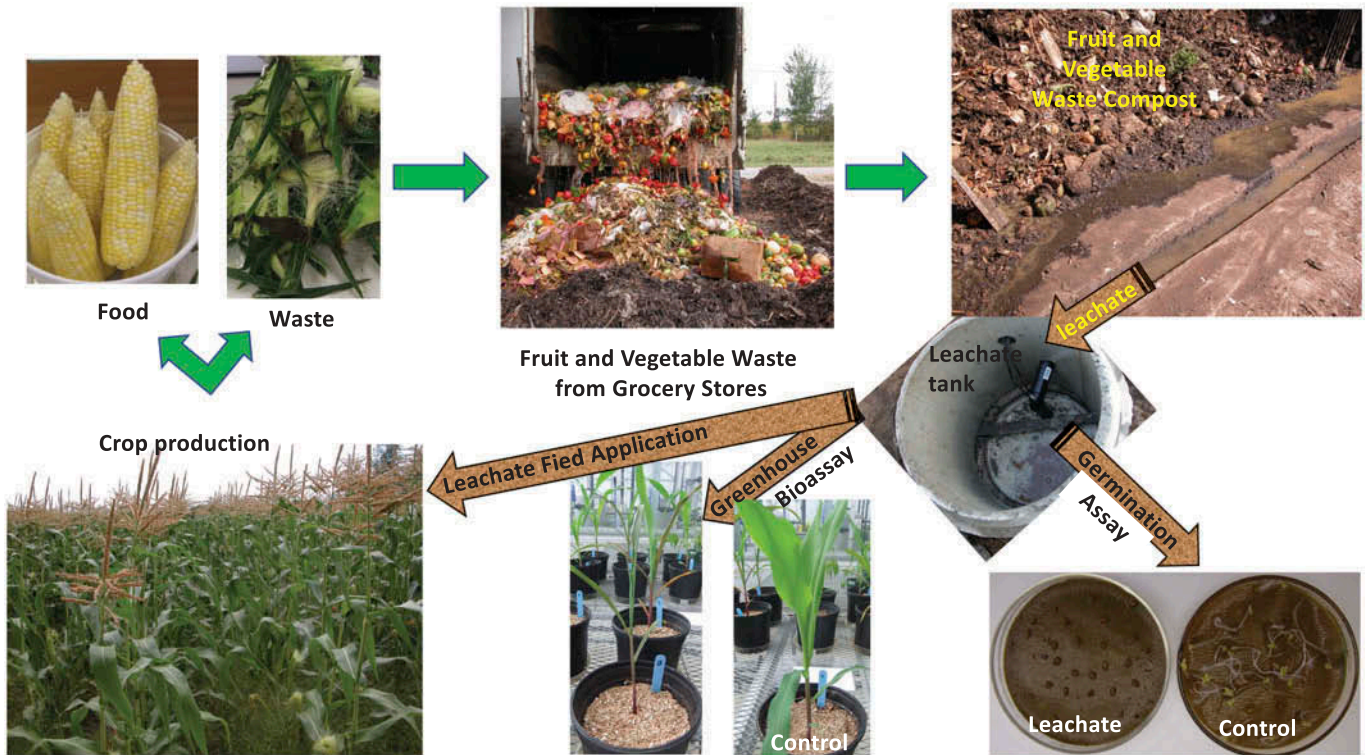 Food
Waste
Fruit and Vegetable Waste
from Grocery Stores
Fruit and
Vegetable
Waste Compost
leachate
Leachate
tank
Crop production
Leachate Fied Application
Greenhouse
Bioassay
Germination
Assay
Control
Leachate
Control